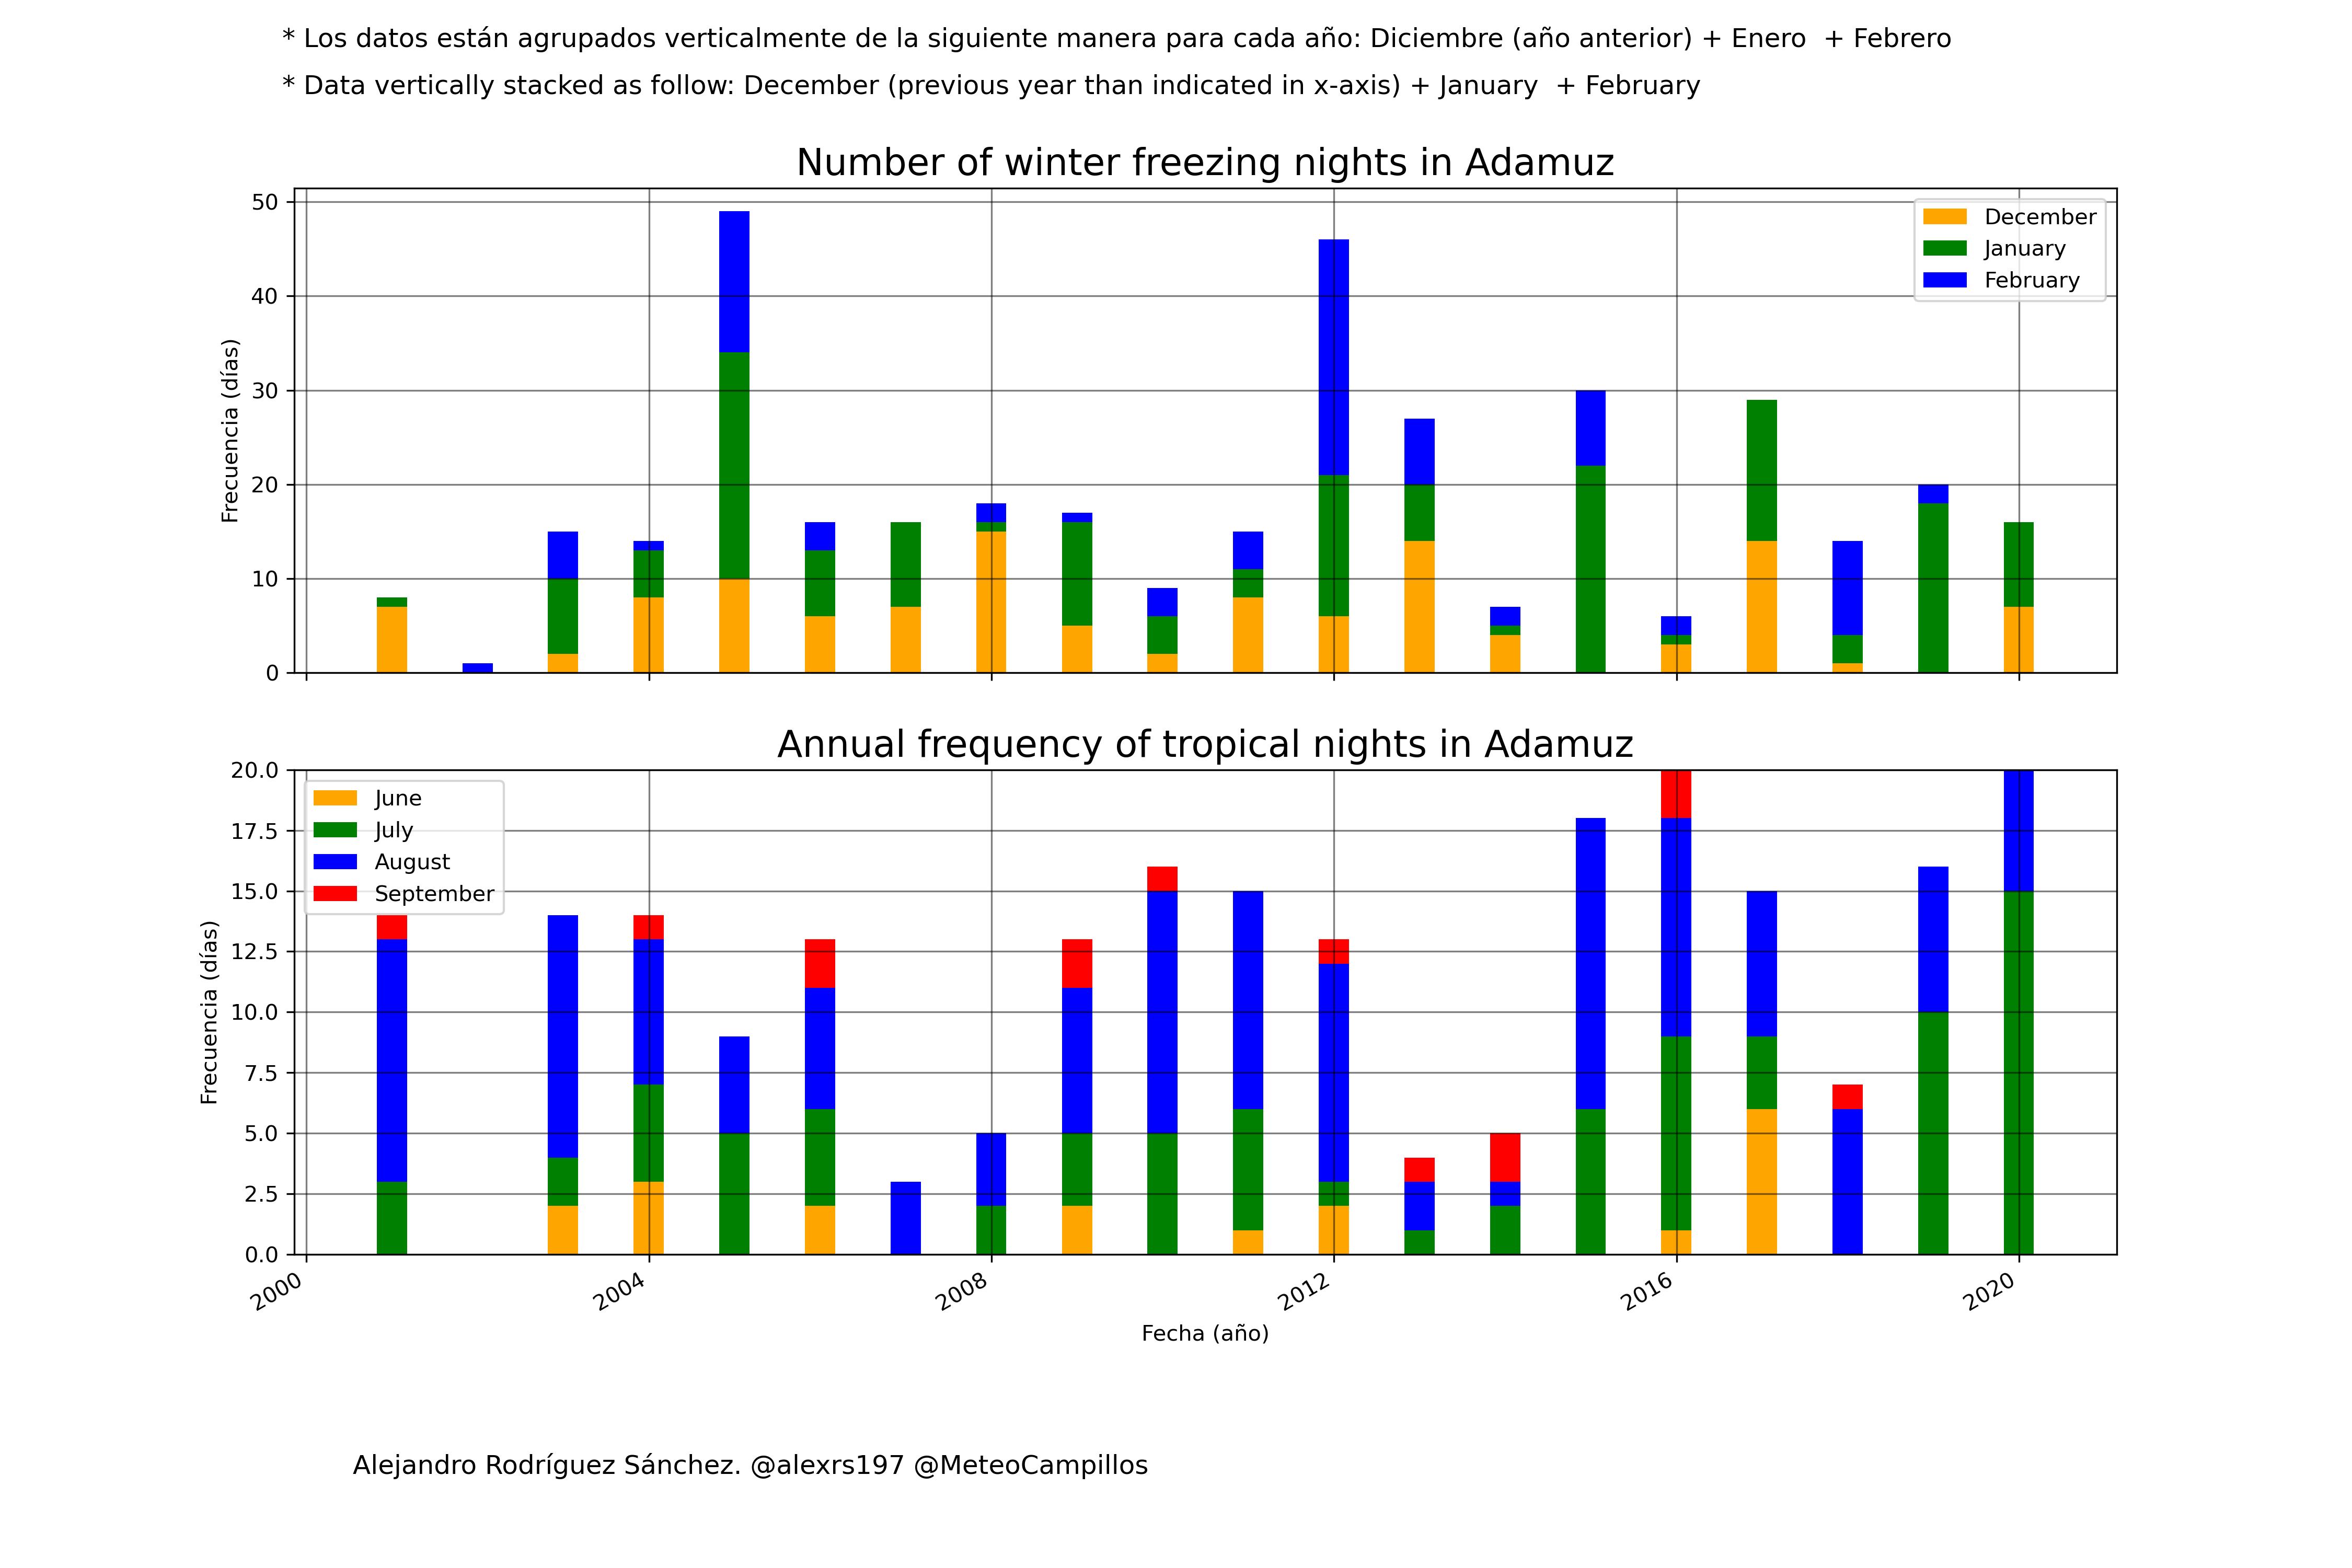 * Los datos están agrupados verticalmente de la siguiente manera para cada año: Diciembre (año anterior) + Enero  + Febrero
* Data vertically stacked as follow: December (previous year than indicated in x-axis) + January  + February
Number of winter freezing nights in Adamuz
50
40
30
20
10
0
Frecuencia (días)
December
January
February
Annual frequency of tropical nights in Adamuz
20.0
17.5
15.0
12.5
10.0
7.5
5.0
2.5
0.0
Frecuencia (días)
June
July
August
September
2000
2004
2008
2012
2016
2020
Fecha (año)
Alejandro Rodríguez Sánchez. @alexrs197 @MeteoCampillos